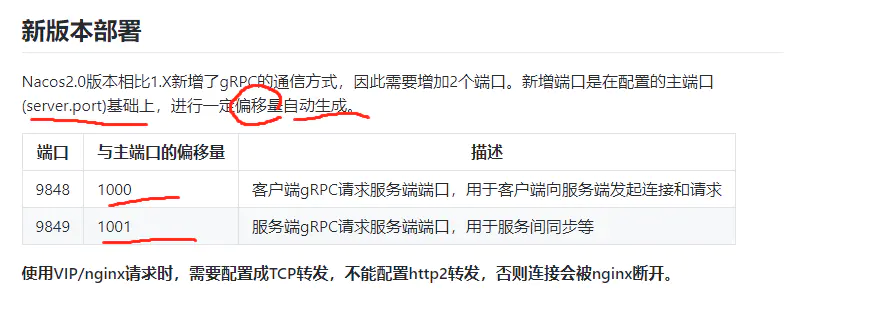 新版本部署
Nacos2.0版本相比1.X新增了gRPC的通信方式，因此需要增加2个端口。新增端口是在配置的主端口
(server.port)基础上，进行一定偏移量自动生成。
端口 与主端口的偏移量 描述
9848 1000 客户端gRPC请求服务端端口，用于客户端向服务端发起连接和请求
9849 1001 服务端gRPC请求服务端端口，用于服务间同步等
使用VIP/nginx请求时，需要配置成TCP转发，不能配置http2转发，否则连接会被nginx断开。